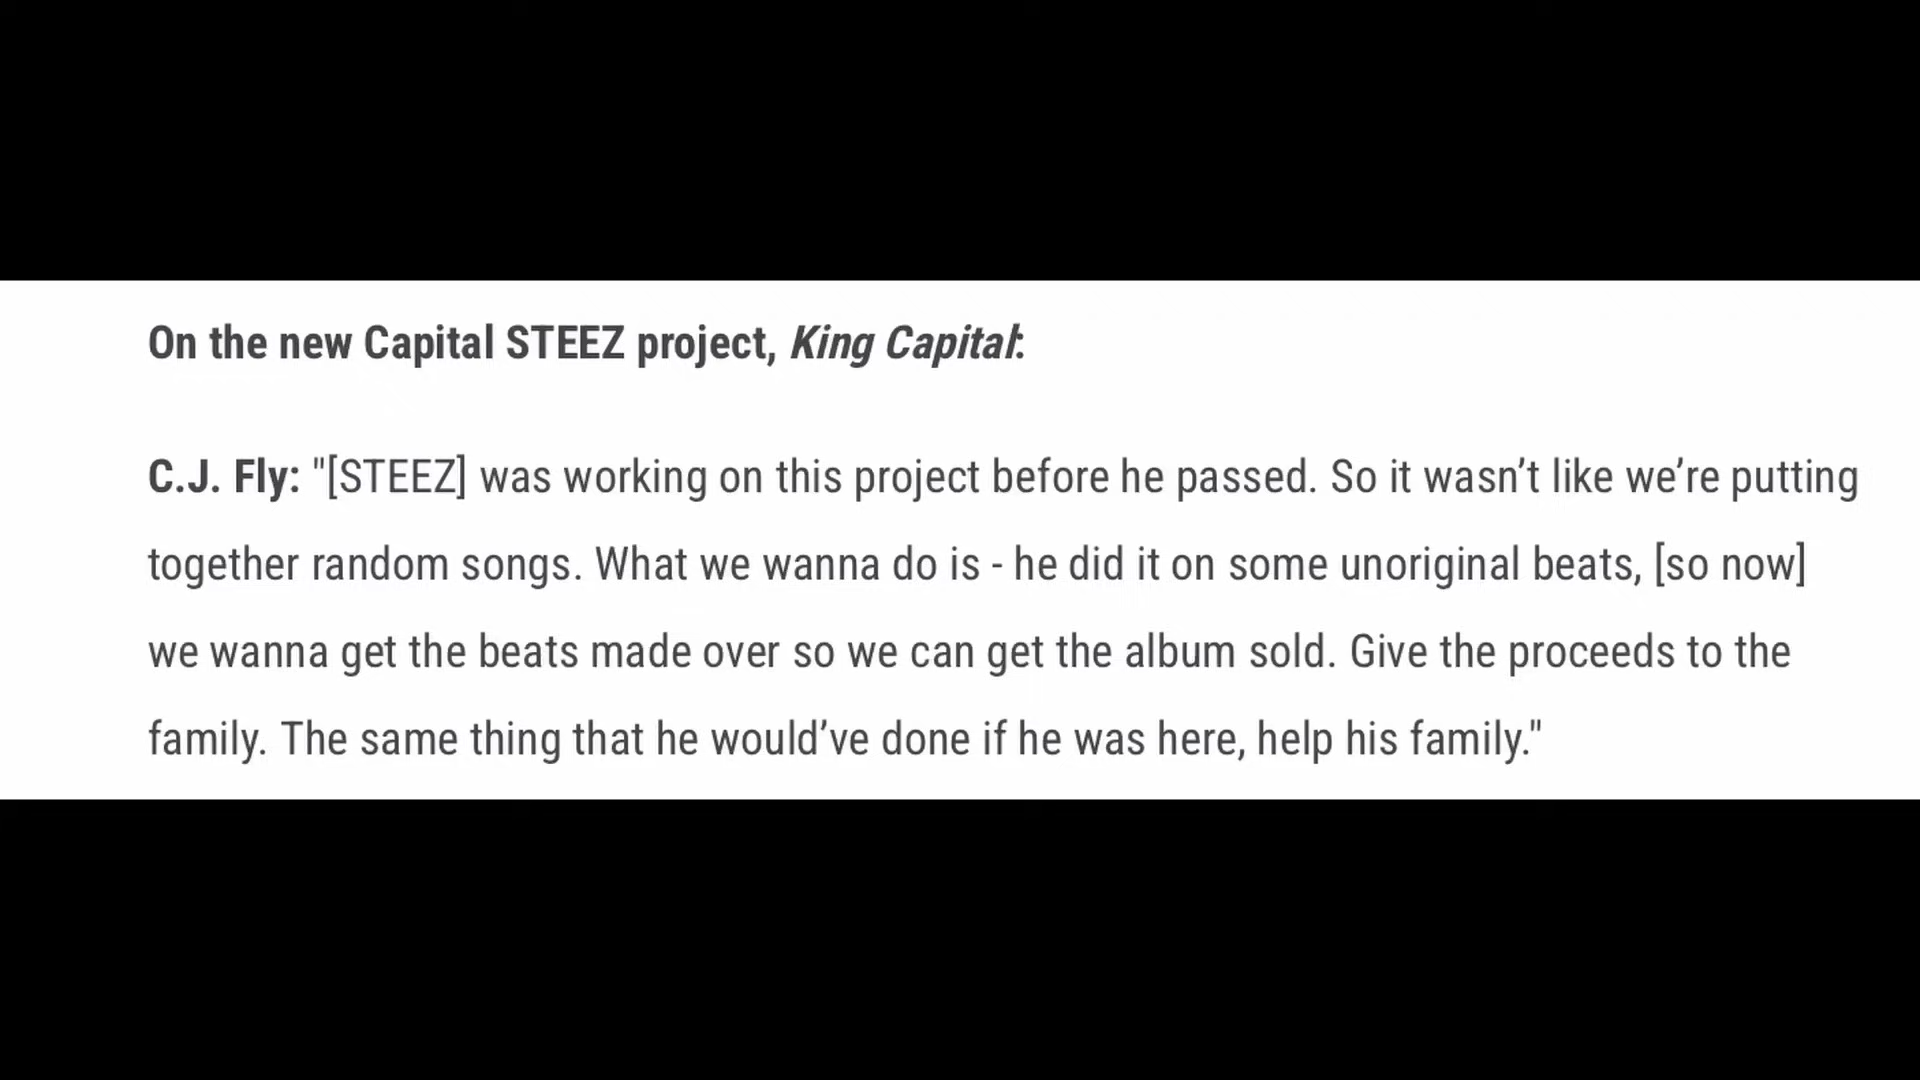 On the new Capital STEEZ project, King Capital:
C.J. Fly: "[STEEZ] was working on this project before he passed. So it wasn’t like we’re putting
together random songs. What we wanna do is - he did it on some unoriginal beats, [so now]
we wanna get the beats made over so we can get the album sold. Give the proceeds to the
family. The same thing that he would’ve done if he was here, help his family."